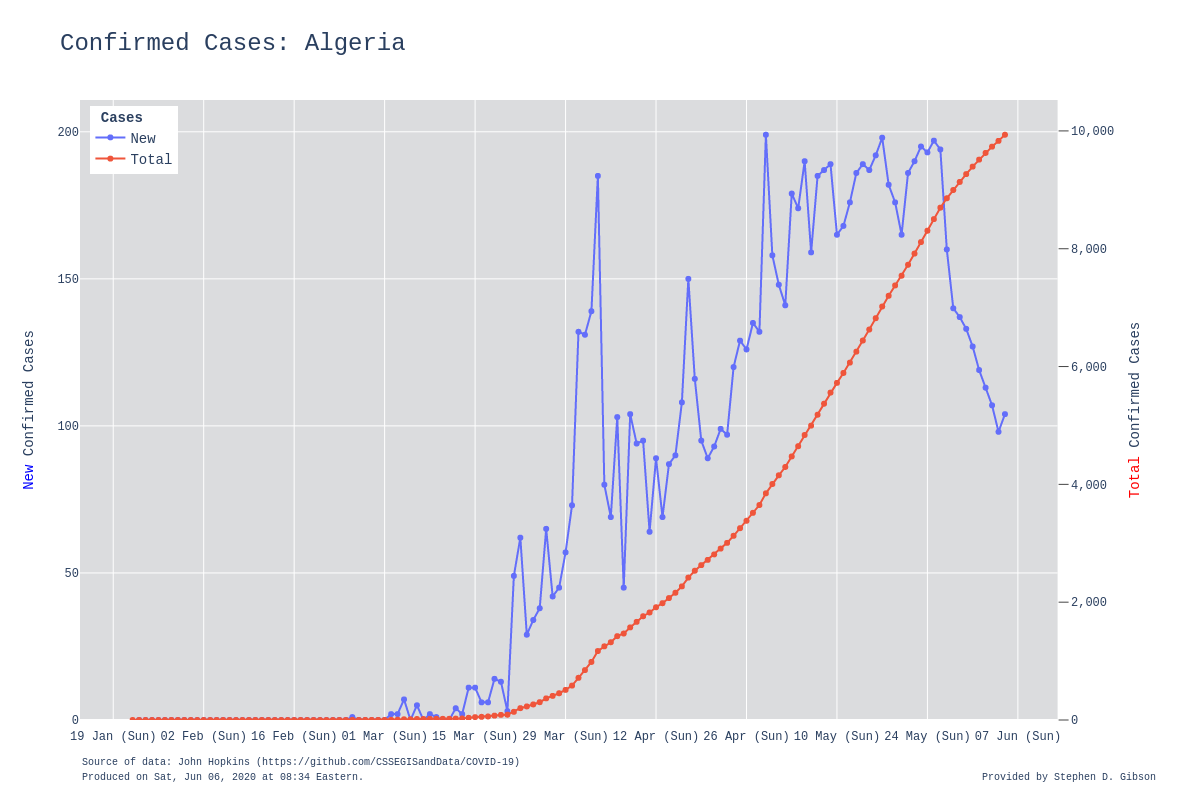 Confirmed Cases: Algeria
Cases
New
Total
200
150
100
50
0
10,000
8,000
6,000
4,000
2,000
0
New Confirmed Cases
Total Confirmed Cases
19 Jan (Sun) 02 Feb (Sun) 16 Feb (Sun) 01 Mar (Sun) 15 Mar (Sun) 29 Mar (Sun) 12 Apr (Sun) 26 Apr (Sun) 10 May (Sun) 24 May (Sun) 07 Jun (Sun)
Source of data: John Hopkins (https://github.com/CSSEGISandData/COVID-19)
Produced on Sat, Jun 06, 2020 at 08:34 Eastern.
Provided by Stephen D. Gibson